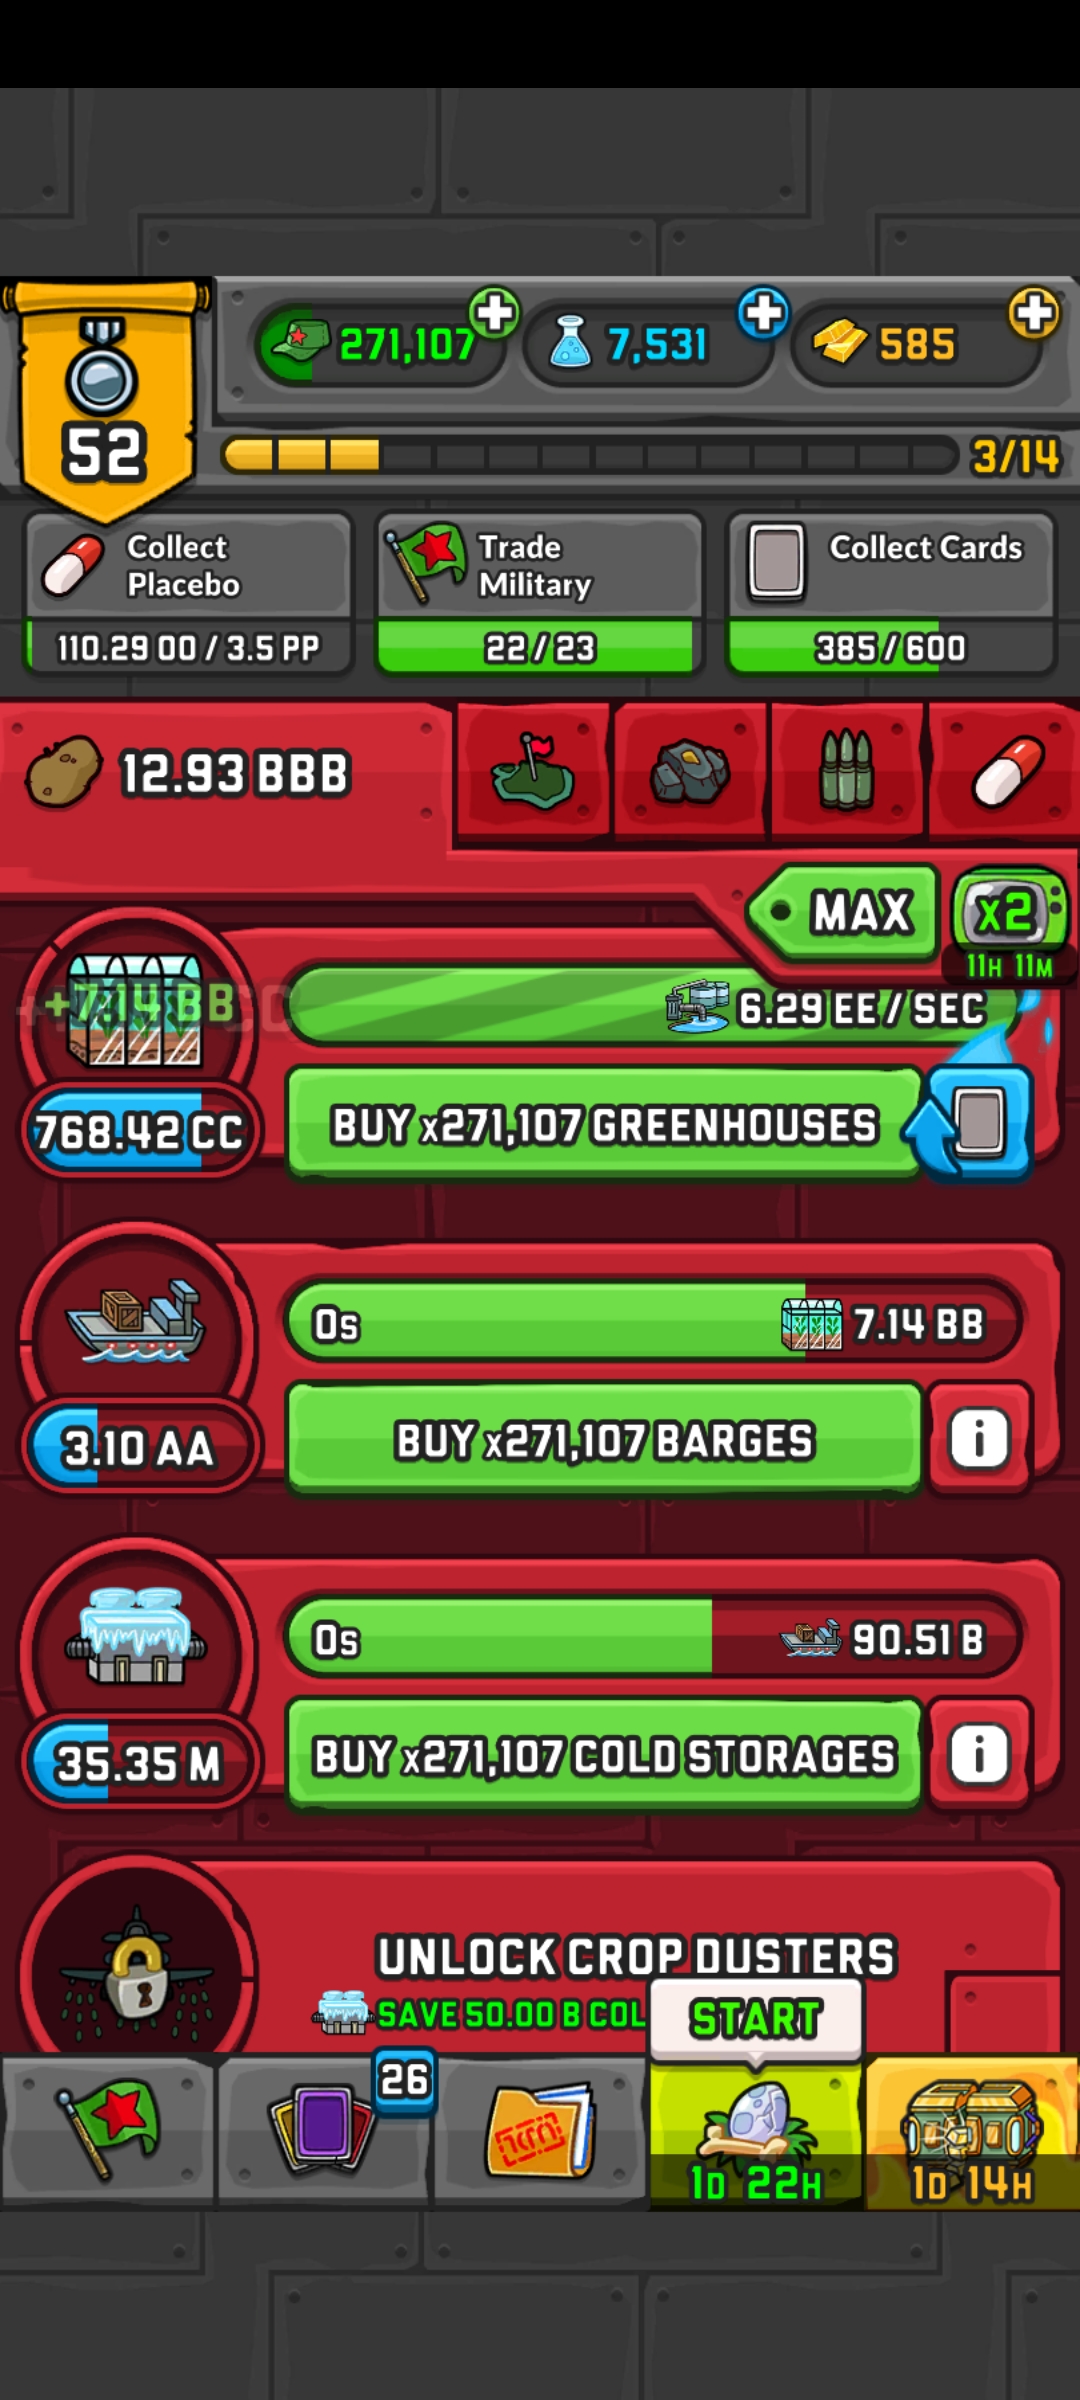 271,107
7,531
585
52
3/14
Collect
Placebo
Trade
Military
Collect Cards
110.29 OO / 3.5 PP
22 / 23
385 / 600
12.93 BBB
MAX
x2
11H 11M
+7.14 BB
6.29 EE / SEC
768.42 CC
BUY x271,107 GREENHOUSES
0s
7.14 BB
3.10 AA
BUY x271,107 BARGES
i
0s
90.51 B
35.35 M
BUY x271,107 COLD STORAGES
i
UNLOCK CROP DUSTERS
SAVE 50.00 B COL
START
26
1D 22H
1D 14H